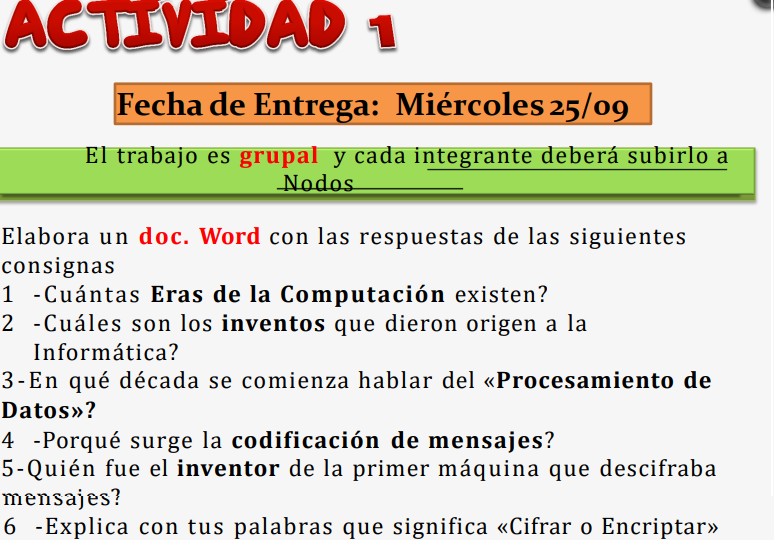 ACTIVIDAD 1
Fecha de Entrega: Miércoles 25/09
El trabajo es grupal y cada integrante deberá subirlo a
Nodos
Elabora un doc. Word con las respuestas de las siguientes
consignas
1 -Cuántas Eras de la Computación existen?
2 -Cuáles son los inventos que dieron origen a la
Informática?
3-En qué década se comienza hablar del «Procesamiento de
Datos»?
4 -Porqué surge la codificación de mensajes?
5-Quién fue el inventor de la primer máquina que descifraba
mensajes?
6 -Explica con tus palabras que significa «Cifrar o Encriptar»